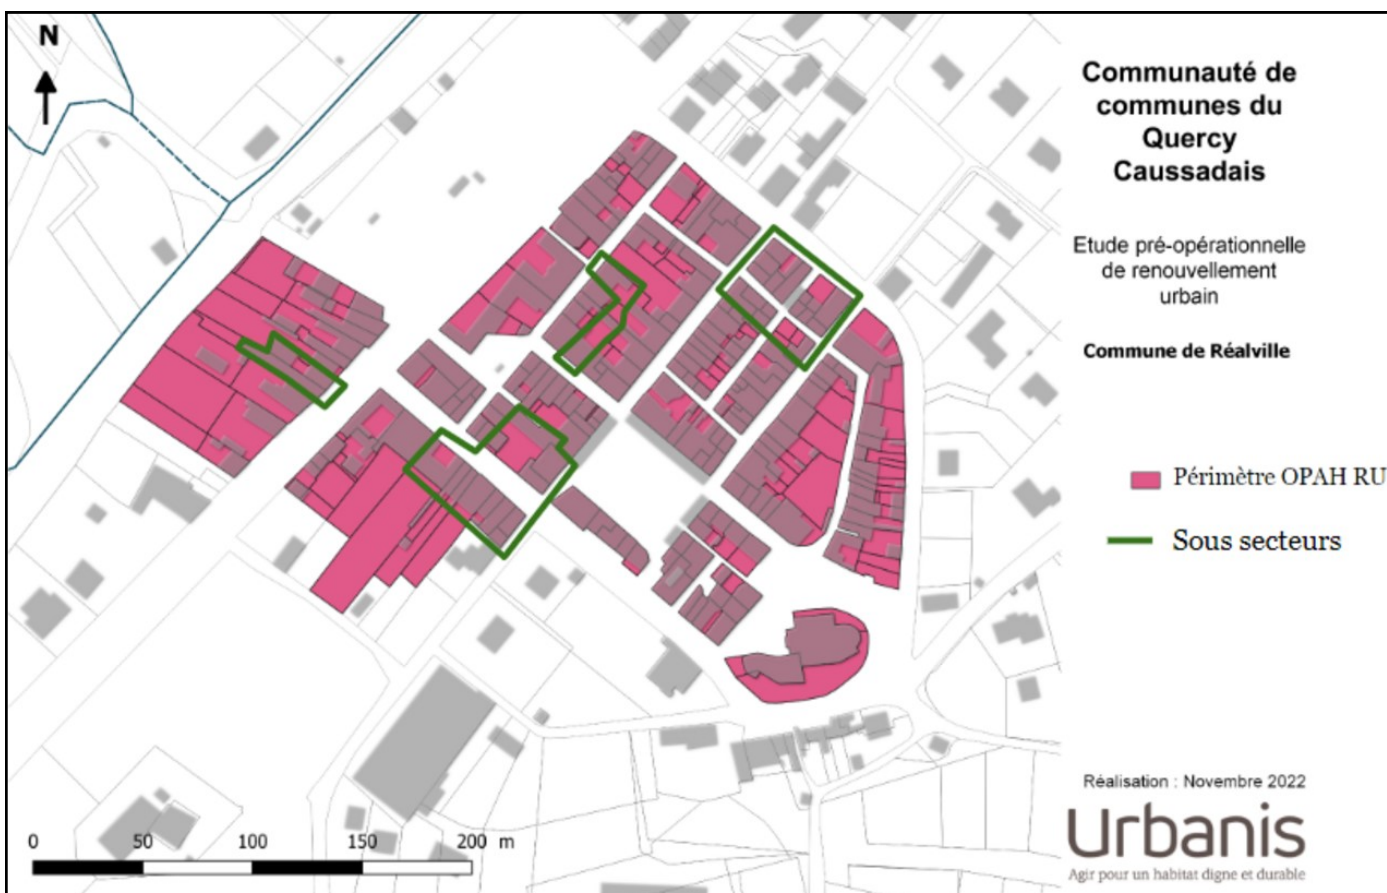 N
Communauté de
communes du
Quercy
Caussadais
Etude pré-opérationnelle
de renouvellement
urbain
Commune de Réalville
Périmètre OPAH RU
Sous secteurs
0 50 100 150 200 m
Réalisation : Novembre 2022
Urbanis
Agir pour un habitat digne et durable